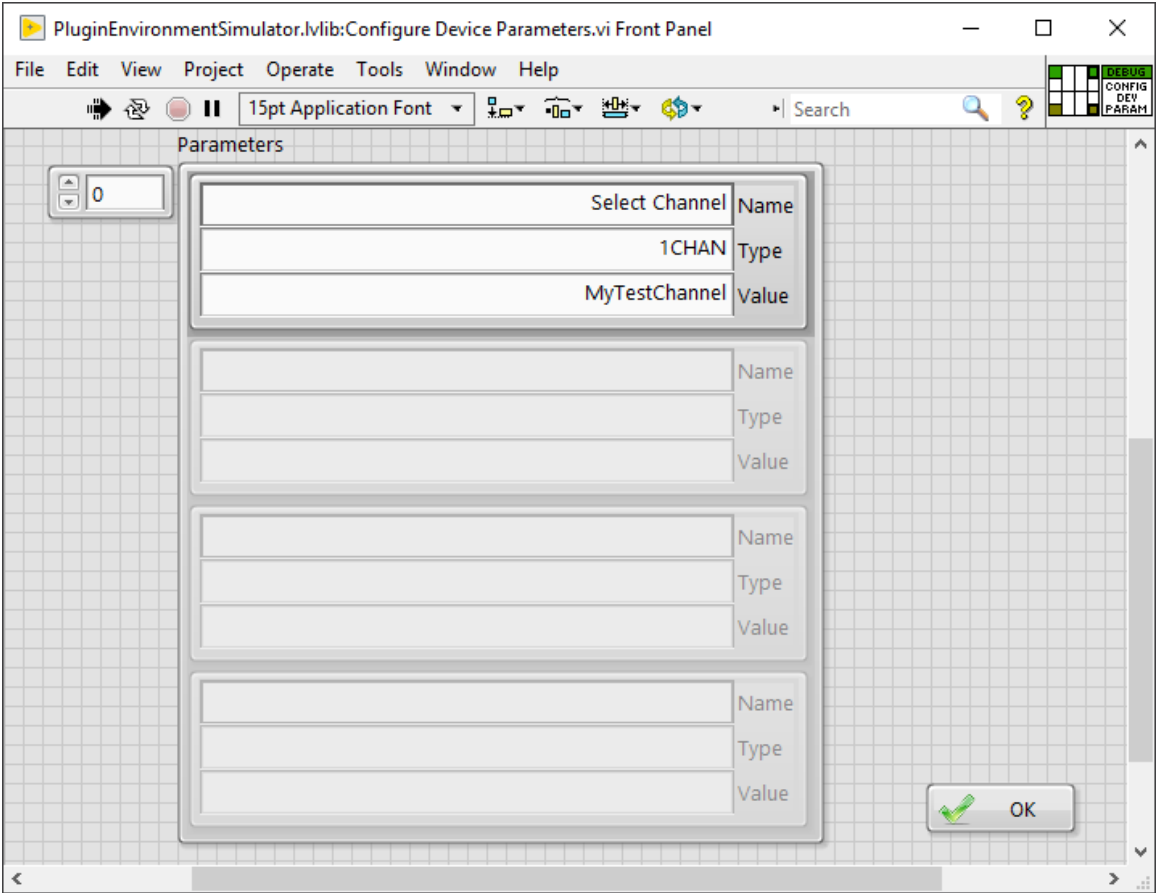 PluginEnvironmentSimulator.lvlib:Configure Device Parameters.vi Front Panel
File Edit View Project Operate Tools Window Help
15pt Application Font
Search
DEBUG
CONFIG
DEV
PARAM
Parameters
0
Select Channel Name
1CHAN Type
MyTestChannel Value
Name
Type
Value
Name
Type
Value
Name
Type
Value
OK